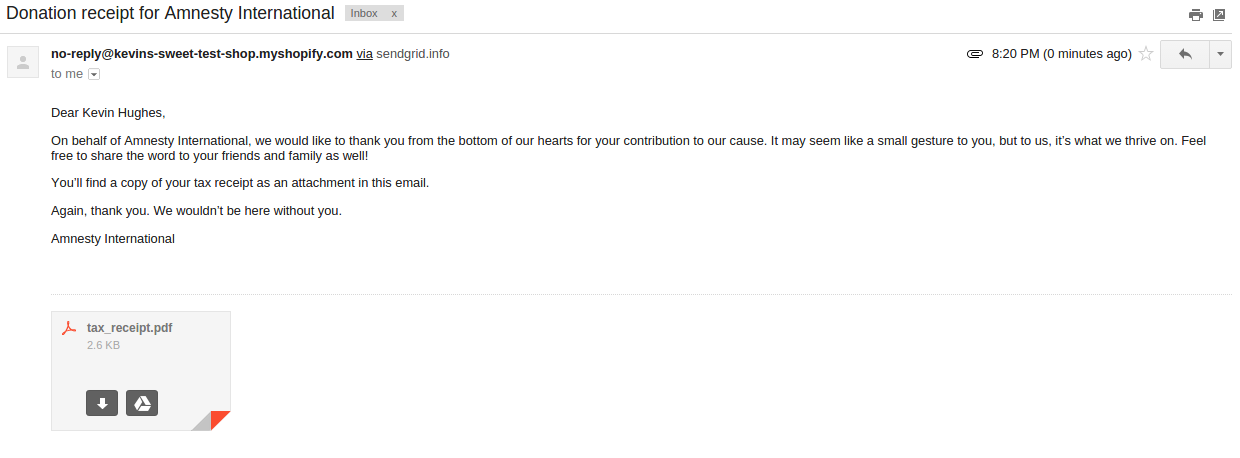 Donation receipt for Amnesty International Inbox x
no-reply@kevins-sweet-test-shop.myshopify.com via sendgrid.info 8:20 PM (0 minutes ago)
to me
Dear Kevin Hughes,
On behalf of Amnesty International, we would like to thank you from the bottom of our hearts for your contribution to our cause. It may seem like a small gesture to you, but to us, it’s what we thrive on. Feel
free to share the word to your friends and family as well!
You’ll find a copy of your tax receipt as an attachment in this email.
Again, thank you. We wouldn’t be here without you.
Amnesty International
tax_receipt.pdf
2.6 KB